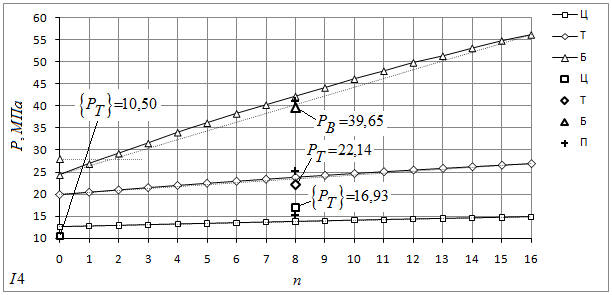 P, МПа
60
55
50
45
40
35
30
25
20
15
10
0 1 2 3 4 5 6 7 8 9 10 11 12 13 14 15 16
n
I4
{P_T}=10,50
P_B=39,65
P_T=22,14
{P_T}=16,93
Ц
Т
Б
Ц
Т
Б
П